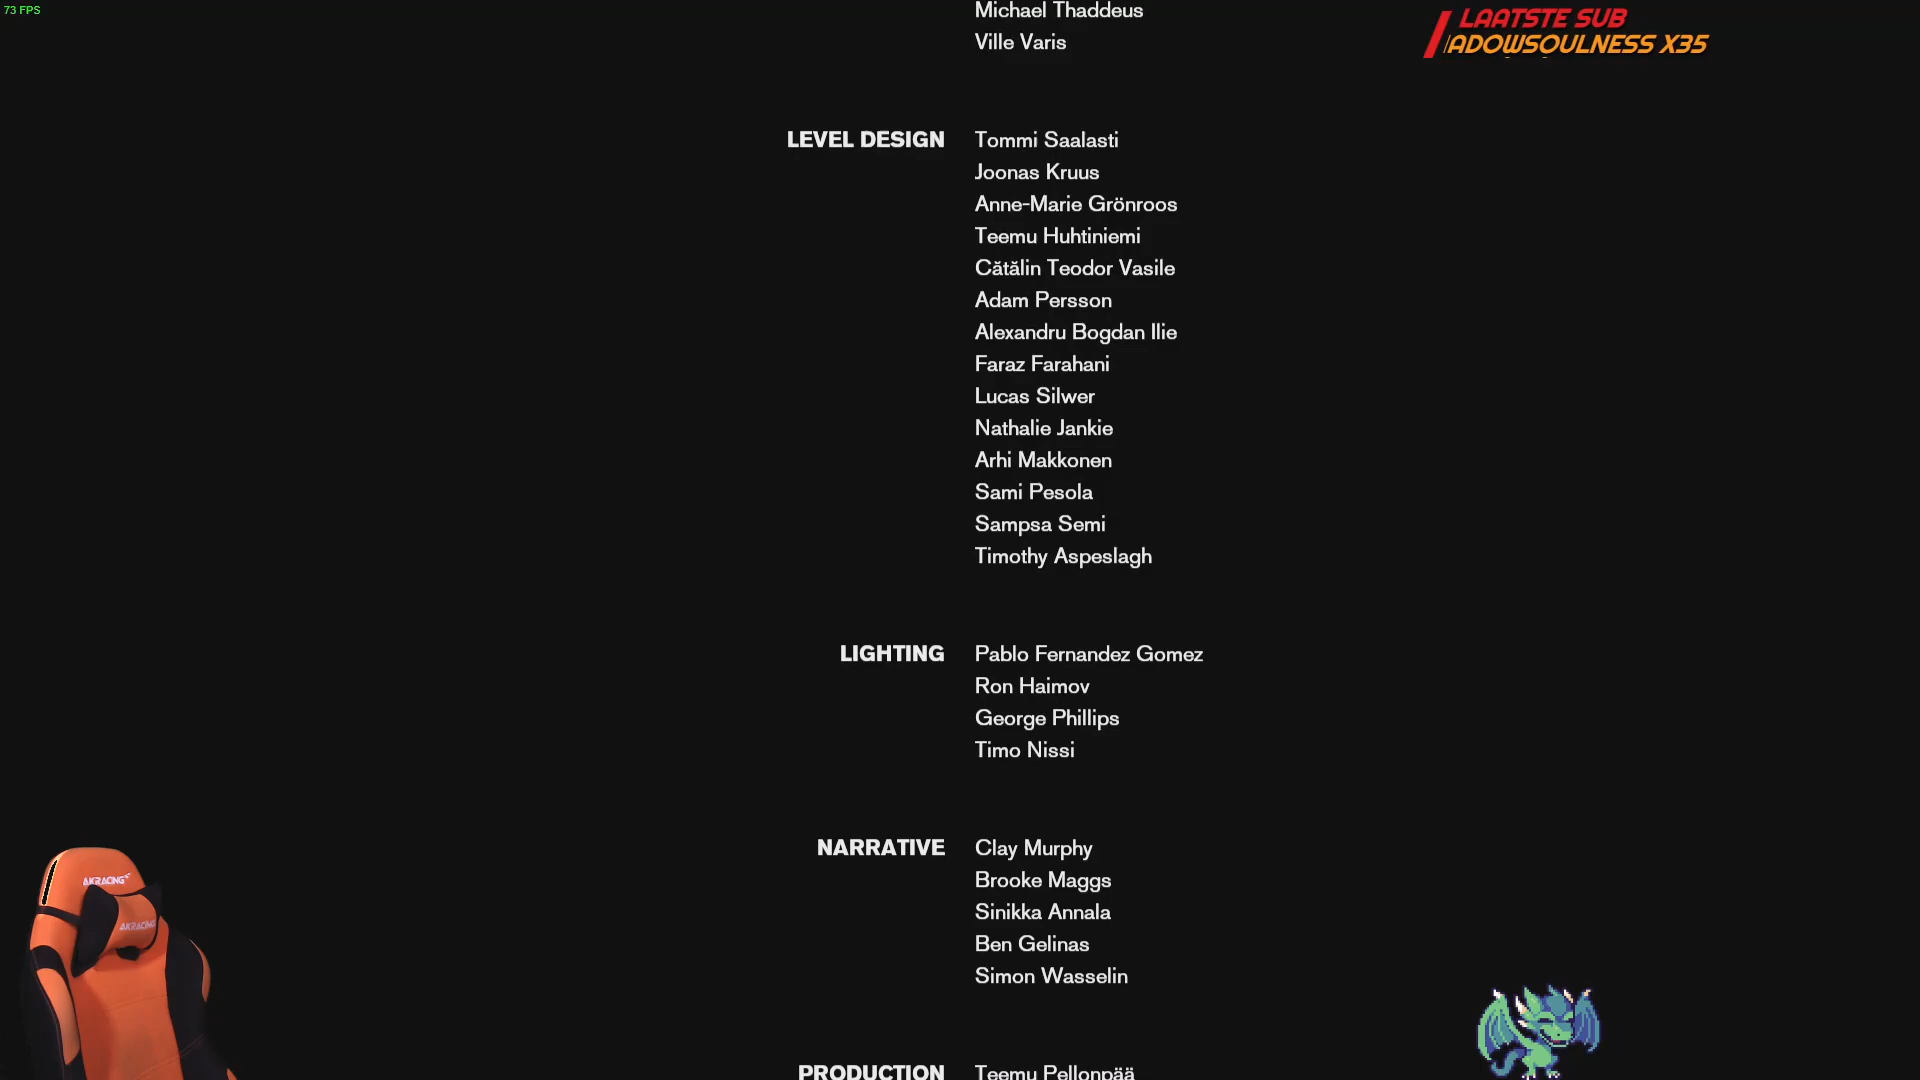 73 FPS
Michael Thaddeus
Ville Varis
LAATSTE SUB
ADOWSOULNESS X35
LEVEL DESIGN
Tommi Saalasti
Joonas Kruus
Anne-Marie Grönroos
Teemu Huhtiniemi
Cătălin Teodor Vasile
Adam Persson
Alexandru Bogdan Ilie
Faraz Farahani
Lucas Silwer
Nathalie Jankie
Arhi Makkonen
Sami Pesola
Sampsa Semi
Timothy Aspeslagh
LIGHTING
Pablo Fernandez Gomez
Ron Haimov
George Phillips
Timo Nissi
NARRATIVE
Clay Murphy
Brooke Maggs
Sinikka Annala
Ben Gelinas
Simon Wasselin
PRODUCTION
Teemu Pellonpää
AKRACING
AKRACING